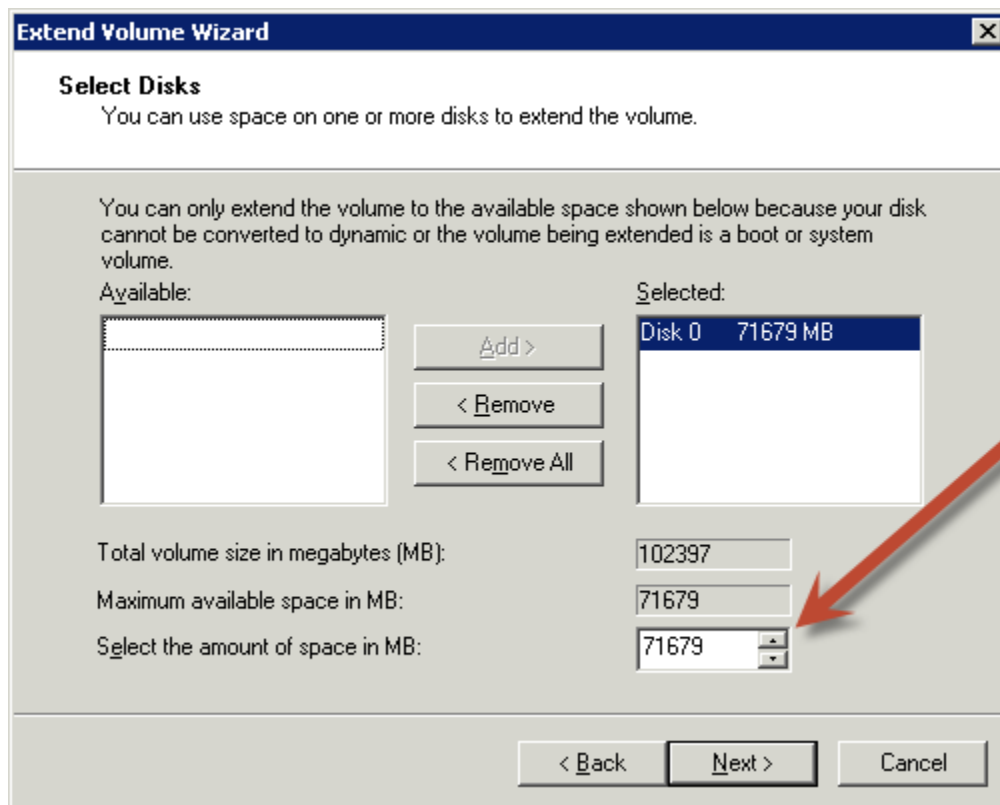 Extend Volume Wizard
Select Disks
You can use space on one or more disks to extend the volume.
You can only extend the volume to the available space shown below because your disk
cannot be converted to dynamic or the volume being extended is a boot or system
volume.
Available:
Selected:
Disk 0 71679 MB
Add >
< Remove
< Remove All
Total volume size in megabytes (MB): 102397
Maximum available space in MB: 71679
Select the amount of space in MB: 71679
< Back Next > Cancel